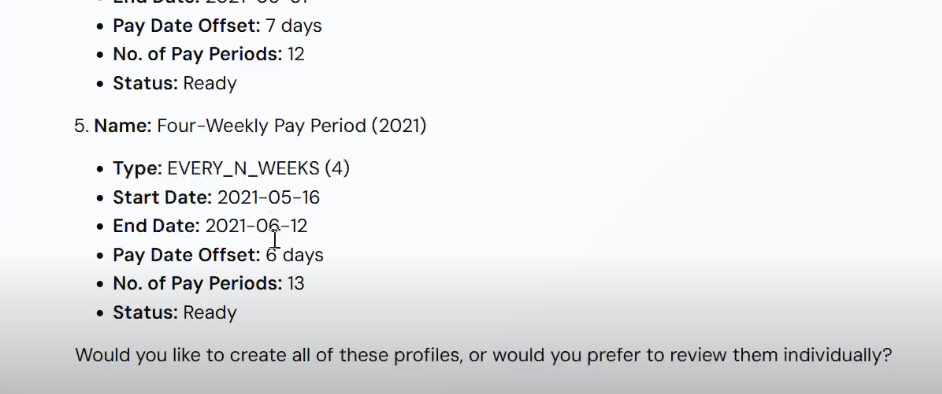 • Pay Date Offset: 7 days
• No. of Pay Periods: 12
• Status: Ready
5. Name: Four-Weekly Pay Period (2021)
• Type: EVERY_N_WEEKS (4)
• Start Date: 2021-05-16
• End Date: 2021-06-12
• Pay Date Offset: 6 days
• No. of Pay Periods: 13
• Status: Ready
Would you like to create all of these profiles, or would you prefer to review them individually?